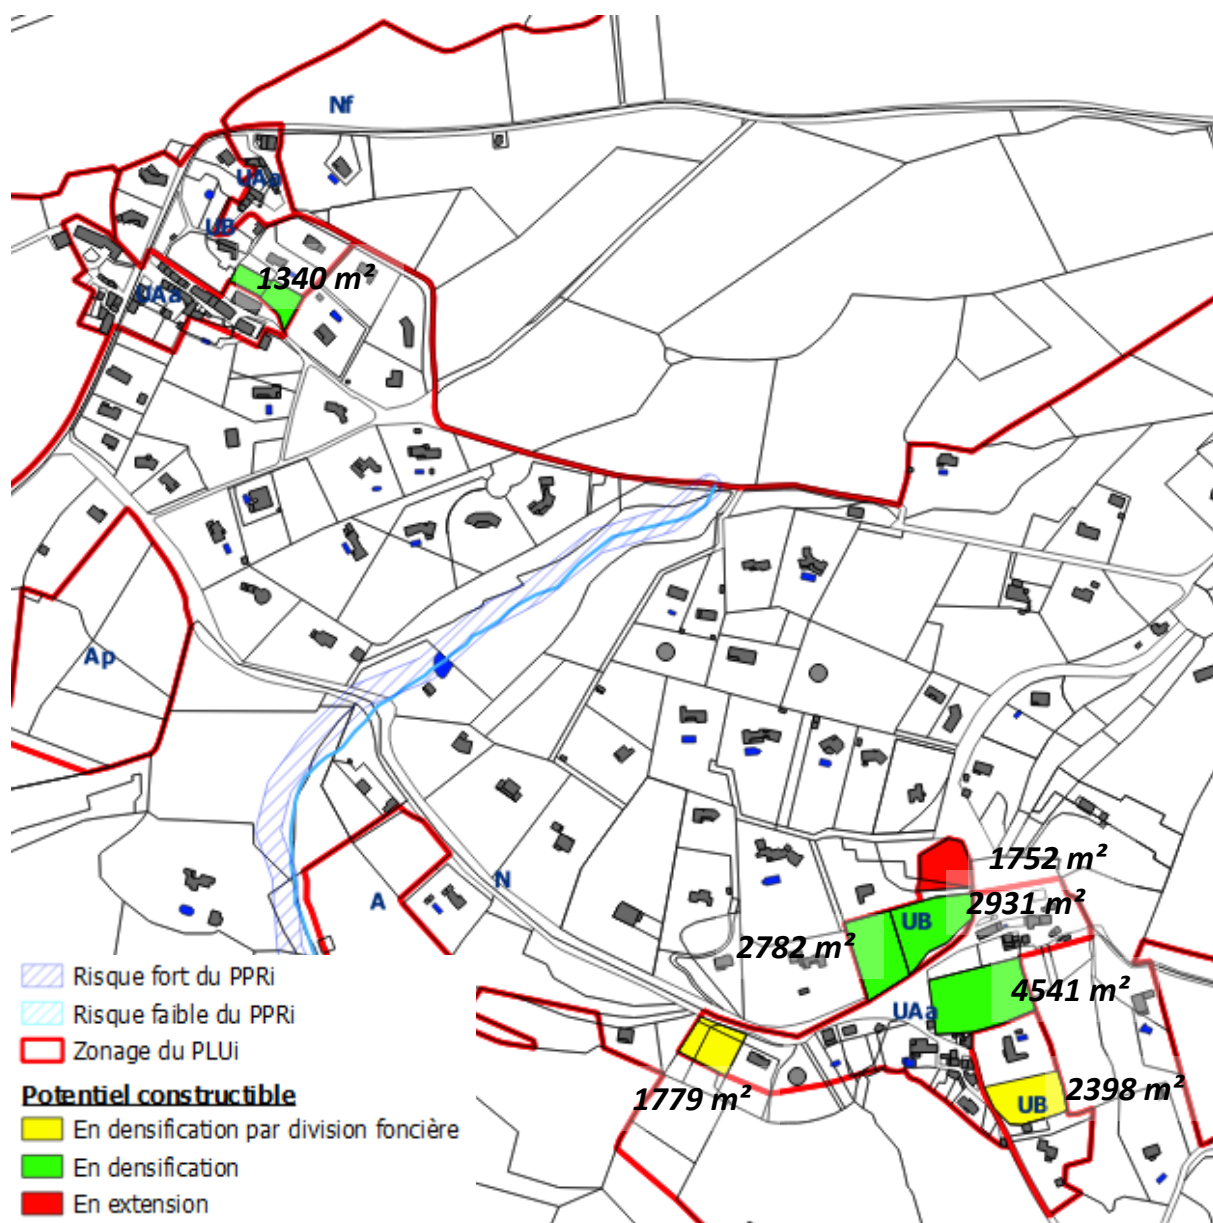 Nf
UAa
UB
1340 m²
UAa
Ap
N
A
1752 m²
2931 m²
UB
2782 m²
4541 m²
UAa
1779 m²
2398 m²
UB
Risque fort du PPRi
Risque faible du PPRi
Zonage du PLUi
Potentiel constructible
En densification par division foncière
En densification
En extension